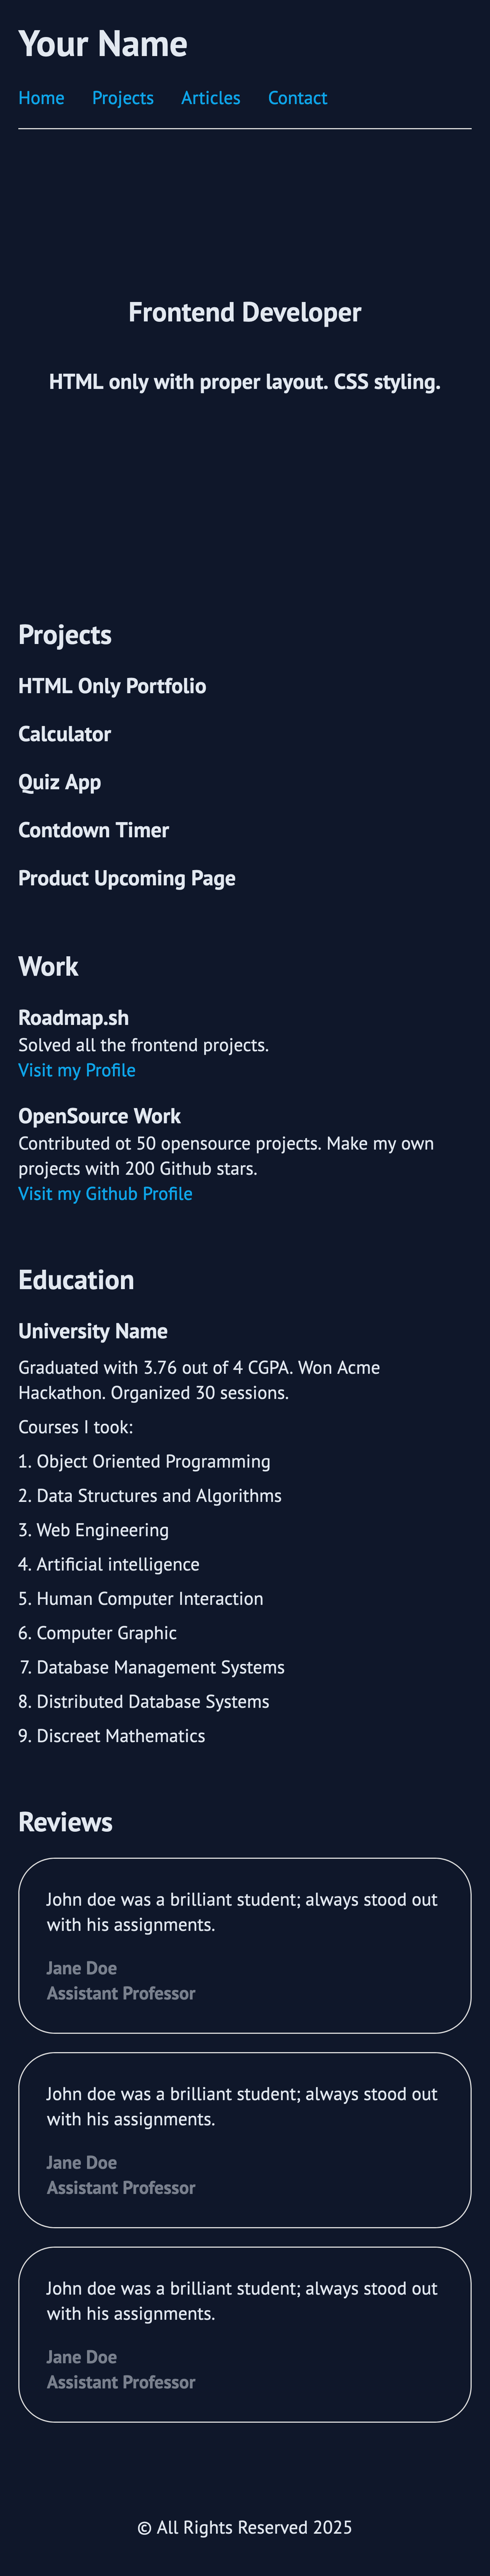 Your Name
Home Projects Articles Contact
Frontend Developer
HTML only with proper layout. CSS styling.
Projects
HTML Only Portfolio
Calculator
Quiz App
Contdown Timer
Product Upcoming Page
Work
Roadmap.sh
Solved all the frontend projects.
Visit my Profile
OpenSource Work
Contributed ot 50 opensource projects. Make my own
projects with 200 Github stars.
Visit my Github Profile
Education
University Name
Graduated with 3.76 out of 4 CGPA. Won Acme
Hackathon. Organized 30 sessions.
Courses I took:
1. Object Oriented Programming
2. Data Structures and Algorithms
3. Web Engineering
4. Artificial intelligence
5. Human Computer Interaction
6. Computer Graphic
7. Database Management Systems
8. Distributed Database Systems
9. Discreet Mathematics
Reviews
John doe was a brilliant student; always stood out
with his assignments.
Jane Doe
Assistant Professor
John doe was a brilliant student; always stood out
with his assignments.
Jane Doe
Assistant Professor
John doe was a brilliant student; always stood out
with his assignments.
Jane Doe
Assistant Professor
© All Rights Reserved 2025